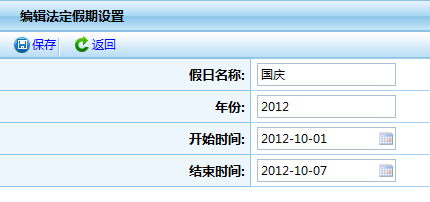 编辑法定假期设置
保存 返回
假日名称: 国庆
年份: 2012
开始时间: 2012-10-01
结束时间: 2012-10-07